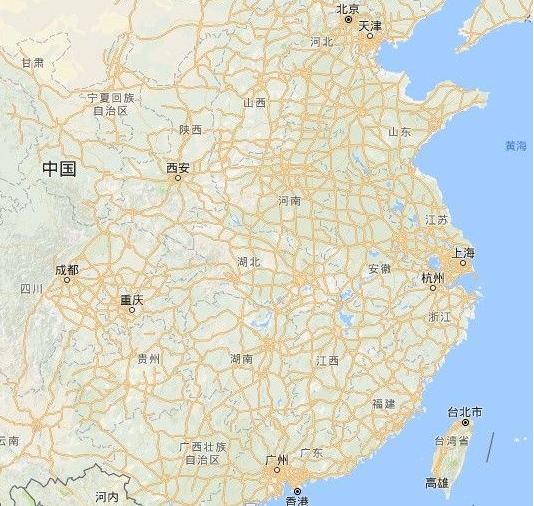 北京
天津
河北
甘肃
宁夏回族
自治区
山西
陕西
山东
黄海
中国
西安
河南
江苏
上海
湖北
安徽
成都
杭州
四川
重庆
浙江
贵州
湖南
江西
福建
台北市
云南
广西壮族
自治区
广州
广东
台湾省
高雄
河内
香港